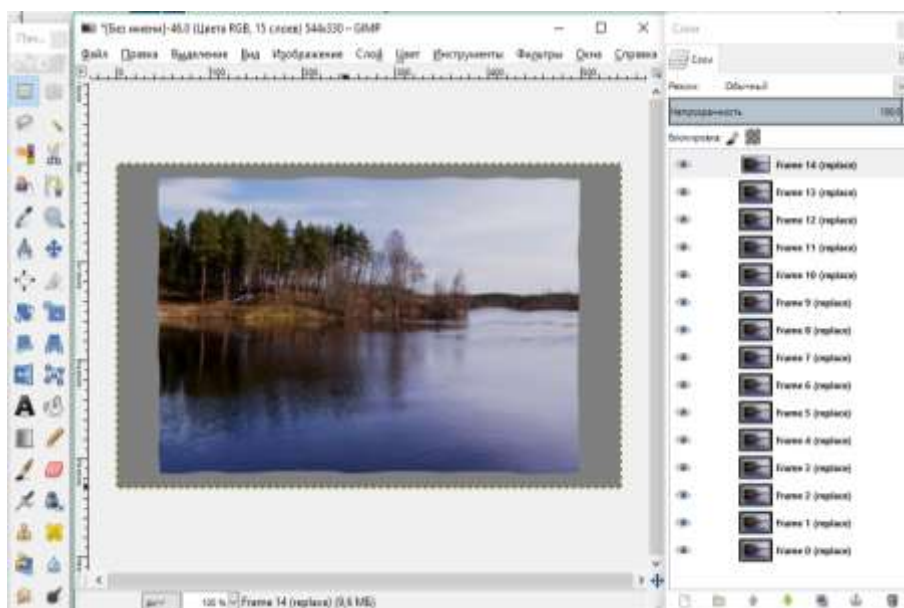 *[Без имени]-46.0 (Цвета RGB, 15 слоев) 544x330 – GIMP
Файл Правка Выделение Вид Изображение Слой Цвет Инструменты Фильтры Окна Справка
Слои
Режим: Обычный
Непрозрачность 100,0
Блокировка:
Frame 14 (replace)
Frame 13 (replace)
Frame 12 (replace)
Frame 11 (replace)
Frame 10 (replace)
Frame 9 (replace)
Frame 8 (replace)
Frame 7 (replace)
Frame 6 (replace)
Frame 5 (replace)
Frame 4 (replace)
Frame 3 (replace)
Frame 2 (replace)
Frame 1 (replace)
Frame 0 (replace)
100 % Frame 14 (replace) (9,6 МБ)